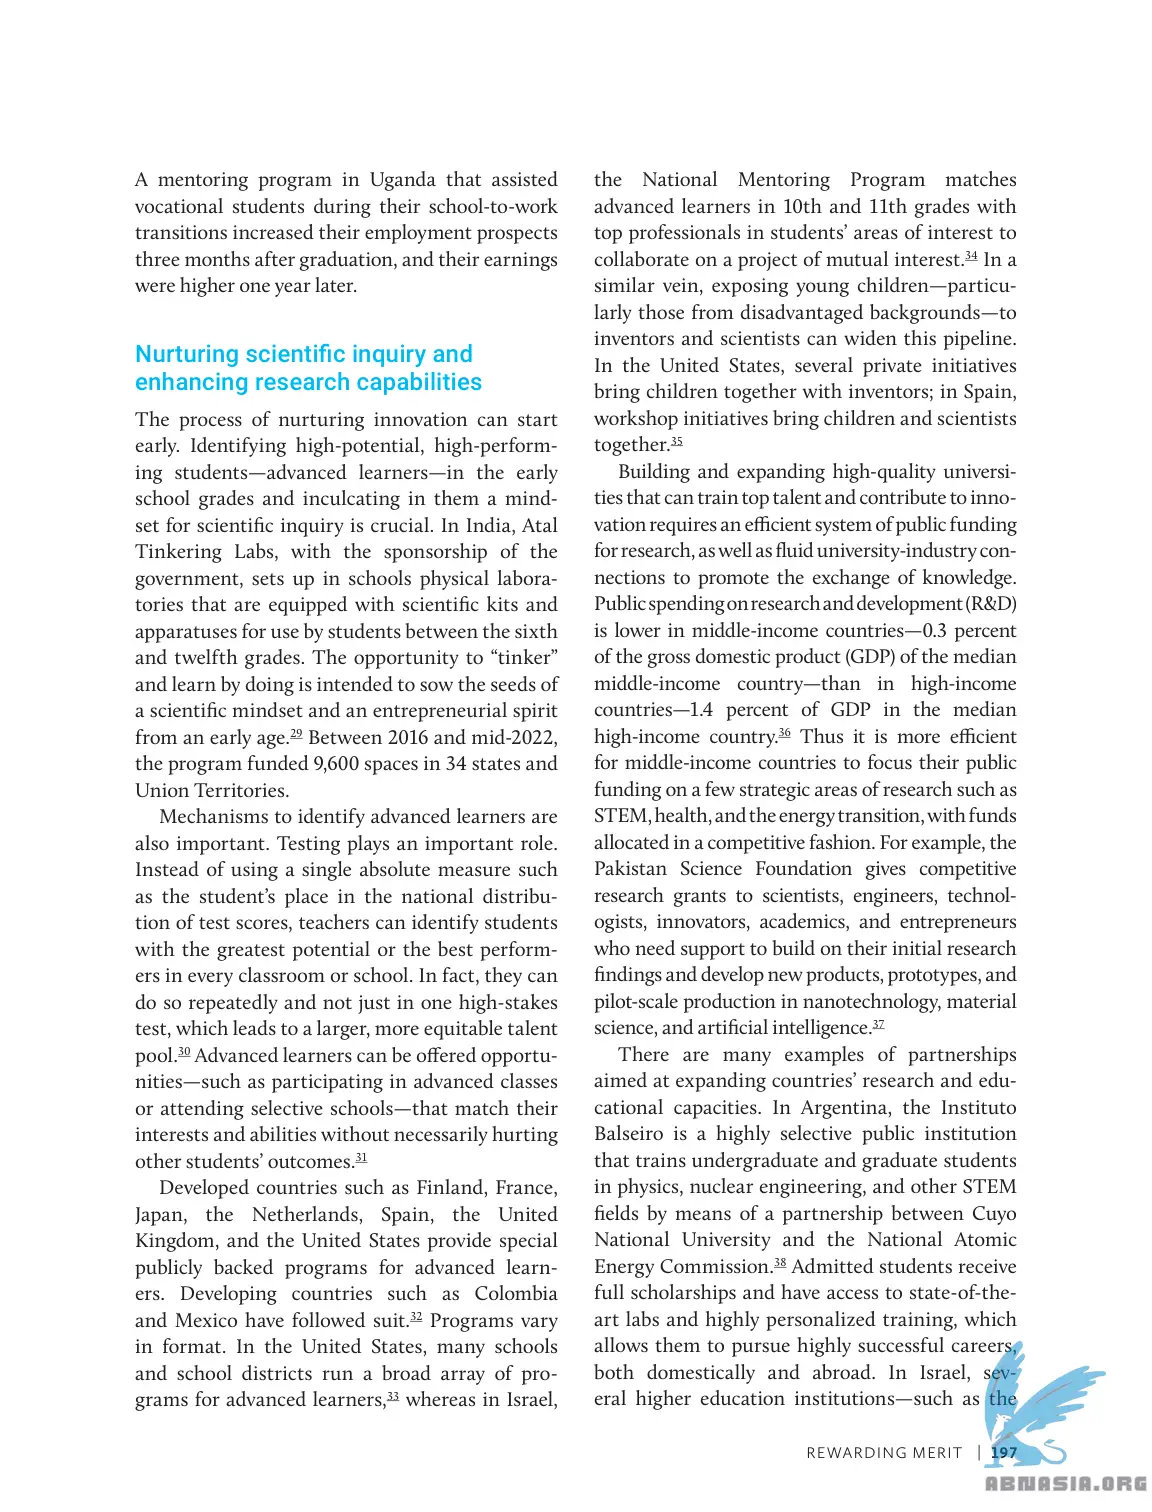 A mentoring program in Uganda that assisted
vocational students during their school-to-work
transitions increased their employment prospects
three months after graduation, and their earnings
were higher one year later.
Nurturing scientific inquiry and
enhancing research capabilities
The process of nurturing innovation can start
early. Identifying high-potential, high-perform-
ing students—advanced learners—in the early
school grades and inculcating in them a mind-
set for scientific inquiry is crucial. In India, Atal
Tinkering Labs, with the sponsorship of the
government, sets up in schools physical labora-
tories that are equipped with scientific kits and
apparatuses for use by students between the sixth
and twelfth grades. The opportunity to “tinker”
and learn by doing is intended to sow the seeds of
a scientific mindset and an entrepreneurial spirit
from an early age.29 Between 2016 and mid-2022,
the program funded 9,600 spaces in 34 states and
Union Territories.
Mechanisms to identify advanced learners are
also important. Testing plays an important role.
Instead of using a single absolute measure such
as the student’s place in the national distribu-
tion of test scores, teachers can identify students
with the greatest potential or the best perform-
ers in every classroom or school. In fact, they can
do so repeatedly and not just in one high-stakes
test, which leads to a larger, more equitable talent
pool.30 Advanced learners can be offered opportu-
nities—such as participating in advanced classes
or attending selective schools—that match their
interests and abilities without necessarily hurting
other students’ outcomes.31
Developed countries such as Finland, France,
Japan, the Netherlands, Spain, the United
Kingdom, and the United States provide special
publicly backed programs for advanced learn-
ers. Developing countries such as Colombia
and Mexico have followed suit.32 Programs vary
in format. In the United States, many schools
and school districts run a broad array of pro-
grams for advanced learners,33 whereas in Israel,
the National Mentoring Program matches
advanced learners in 10th and 11th grades with
top professionals in students’ areas of interest to
collaborate on a project of mutual interest.34 In a
similar vein, exposing young children—particu-
larly those from disadvantaged backgrounds—to
inventors and scientists can widen this pipeline.
In the United States, several private initiatives
bring children together with inventors; in Spain,
workshop initiatives bring children and scientists
together.35
Building and expanding high-quality universi-
ties that can train top talent and contribute to inno-
vation requires an efficient system of public funding
for research, as well as fluid university-industry con-
nections to promote the exchange of knowledge.
Public spending on research and development (R&D)
is lower in middle-income countries—0.3 percent
of the gross domestic product (GDP) of the median
middle-income country—than in high-income
countries—1.4 percent of GDP in the median
high-income country.36 Thus it is more efficient
for middle-income countries to focus their public
funding on a few strategic areas of research such as
STEM, health, and the energy transition, with funds
allocated in a competitive fashion. For example, the
Pakistan Science Foundation gives competitive
research grants to scientists, engineers, technol-
ogists, innovators, academics, and entrepreneurs
who need support to build on their initial research
findings and develop new products, prototypes, and
pilot-scale production in nanotechnology, material
science, and artificial intelligence.37
There are many examples of partnerships
aimed at expanding countries’ research and edu-
cational capacities. In Argentina, the Instituto
Balseiro is a highly selective public institution
that trains undergraduate and graduate students
in physics, nuclear engineering, and other STEM
fields by means of a partnership between Cuyo
National University and the National Atomic
Energy Commission.38 Admitted students receive
full scholarships and have access to state-of-the-
art labs and highly personalized training, which
allows them to pursue highly successful careers,
both domestically and abroad. In Israel, sev-
eral higher education institutions—such as the
REWARDING MERIT | 197
ABNASIA.ORG